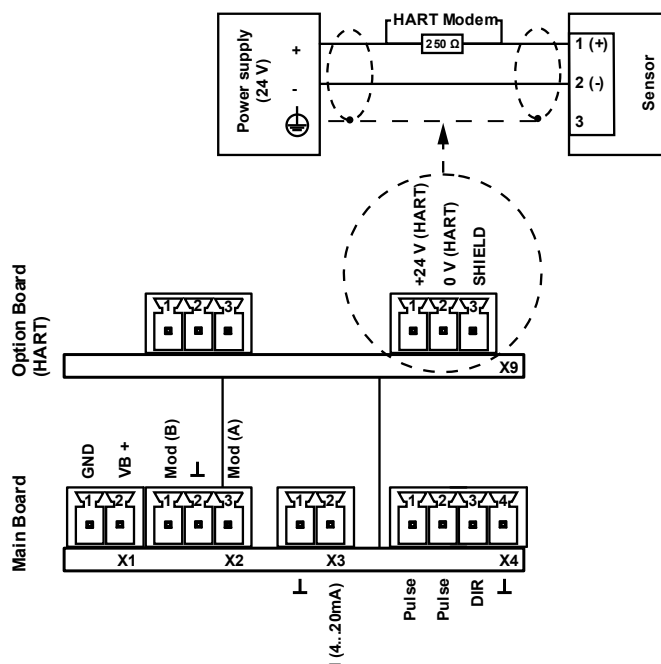 HART Modem
250 Ω
Power supply
(24 V)
+
-
1 (+)
2 (-)
3
Sensor
+24 V (HART)
0 V (HART)
SHIELD
Option Board
(HART)
1 2 3
1 2 3
X9
Main Board
GND
VB +
Mod (B)
⊥
Mod (A)
1 2
1 2 3
1 2
1 2 3 4
X1
X2
X3
X4
⊥
(4...20mA)
Pulse
Pulse
DIR
⊥